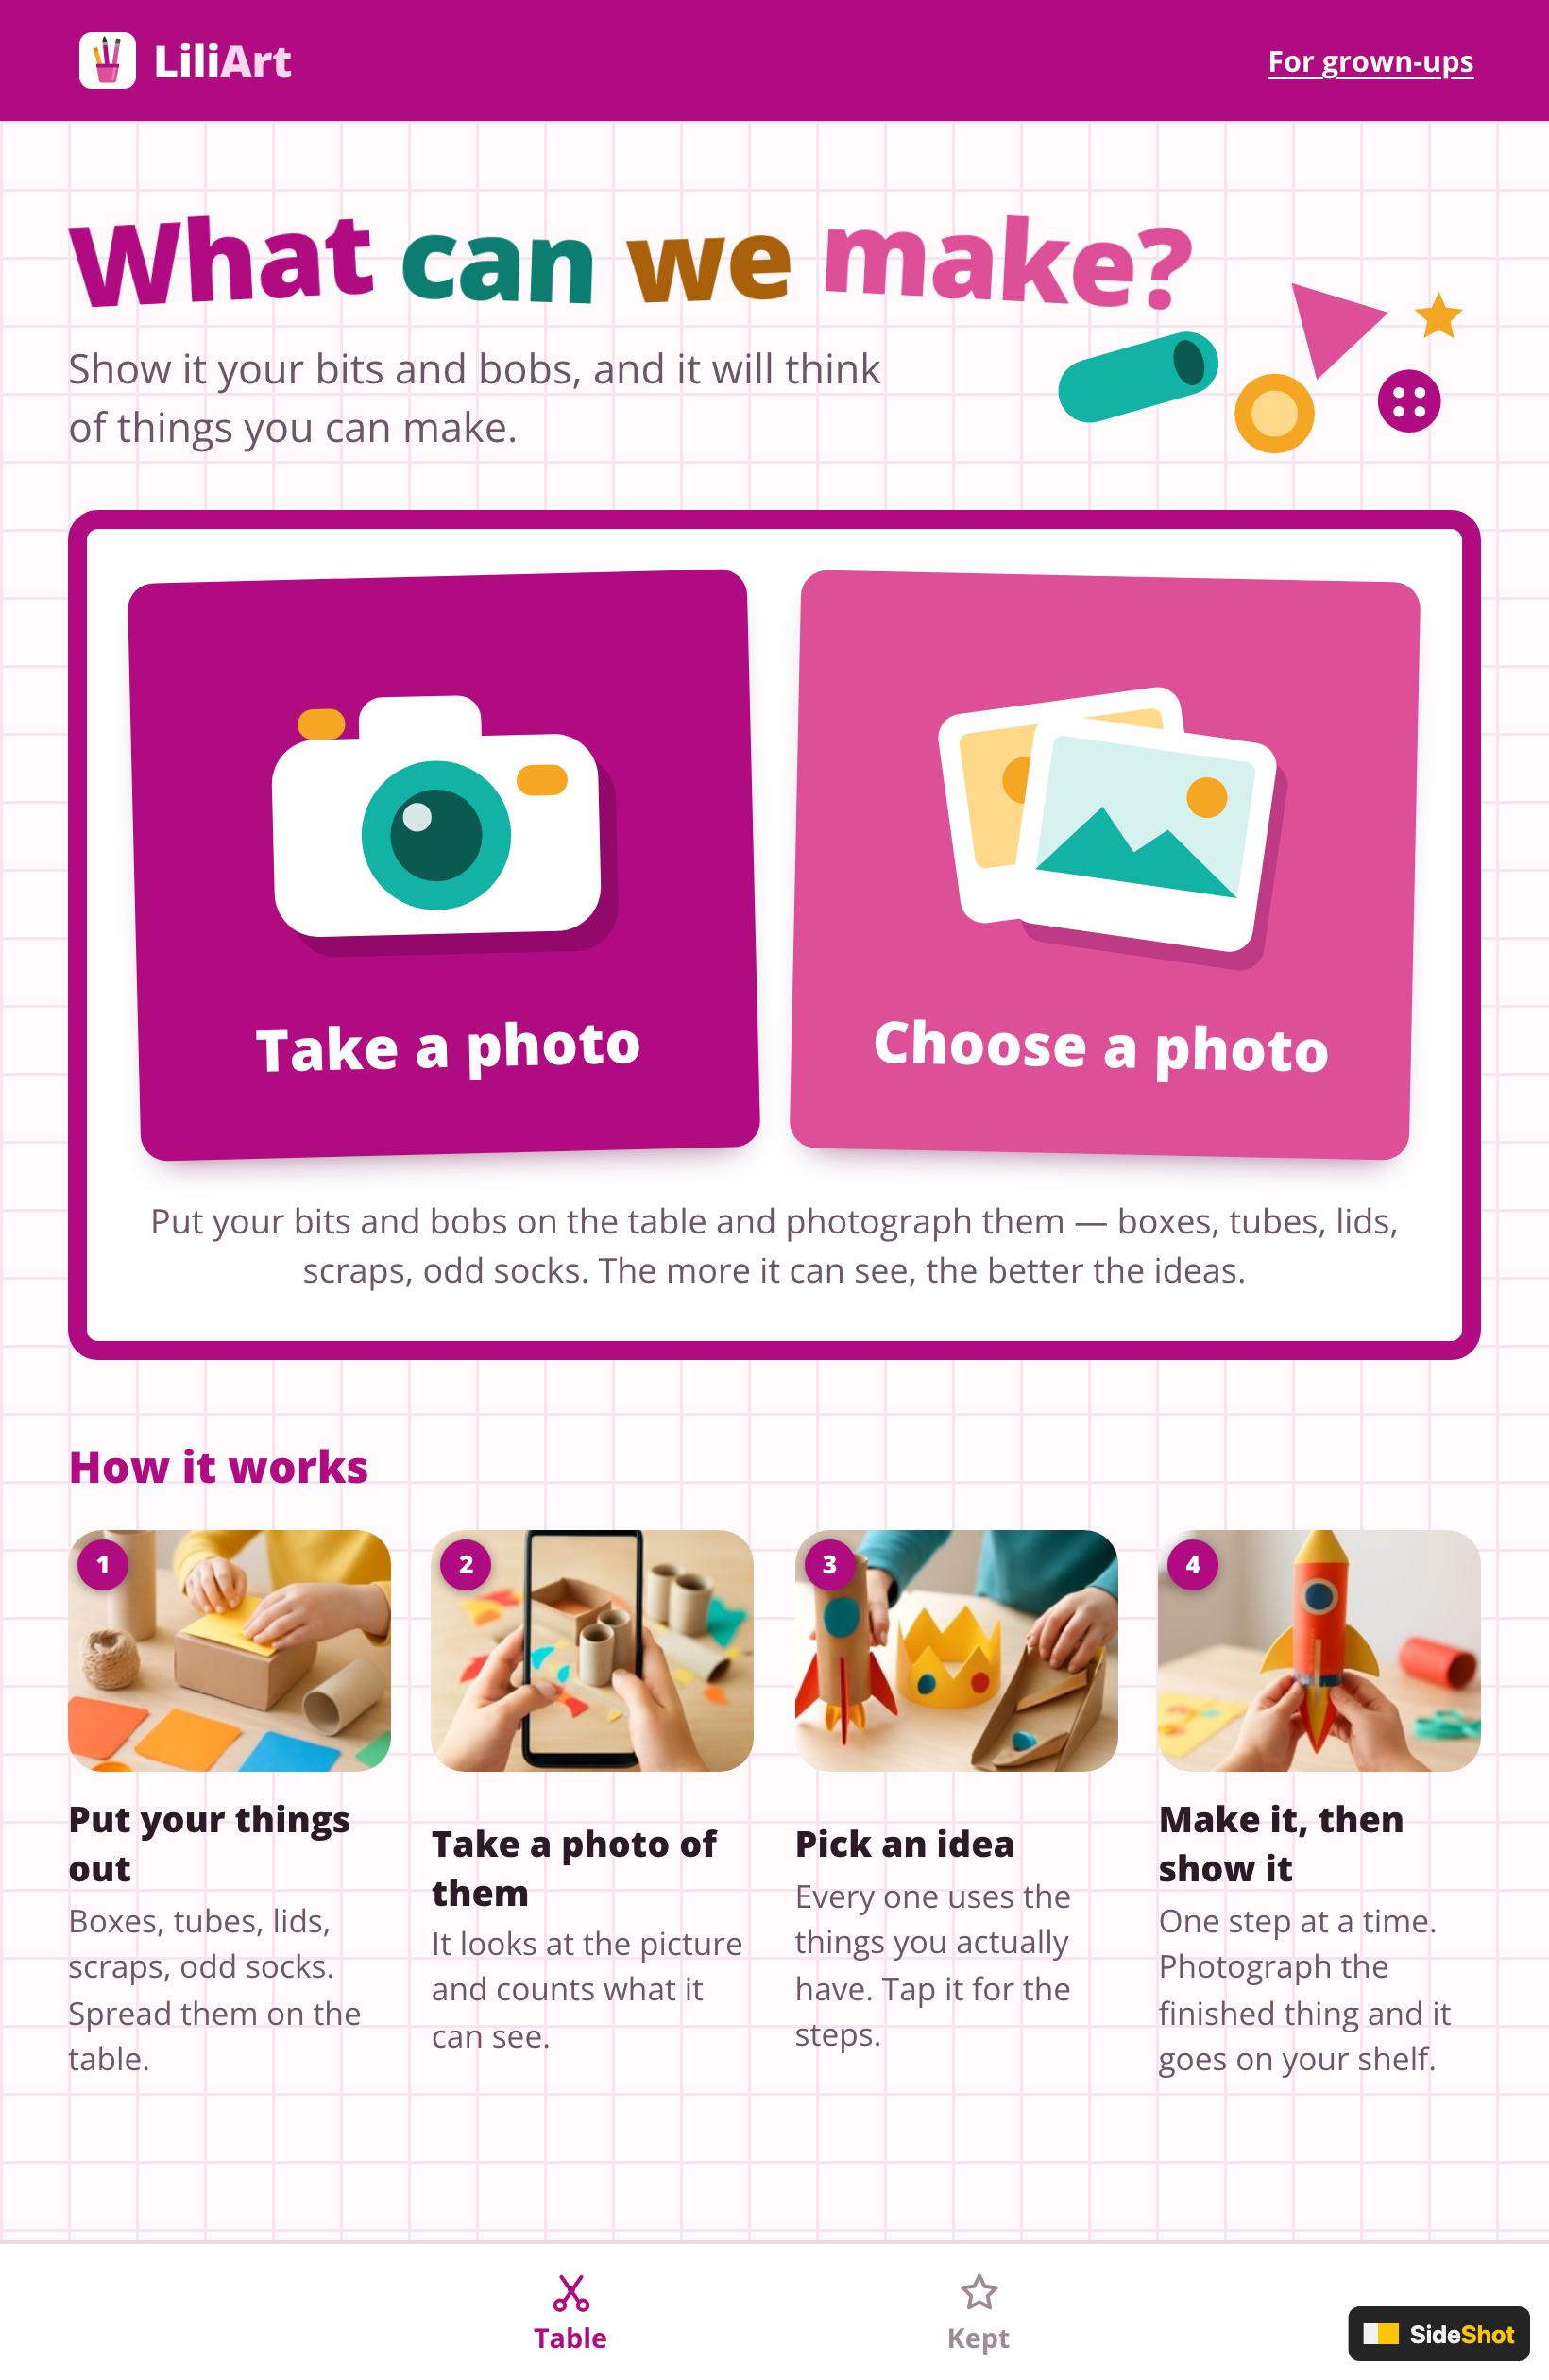 LiliArt
For grown-ups
What can we make?
Show it your bits and bobs, and it will think
of things you can make.
Take a photo
Choose a photo
Put your bits and bobs on the table and photograph them — boxes, tubes, lids,
scraps, odd socks. The more it can see, the better the ideas.
How it works
1
Put your things
out
Boxes, tubes, lids,
scraps, odd socks.
Spread them on the
table.
2
Take a photo of
them
It looks at the picture
and counts what it
can see.
3
Pick an idea
Every one uses the
things you actually
have. Tap it for the
steps.
4
Make it, then
show it
One step at a time.
Photograph the
finished thing and it
goes on your shelf.
Table
Kept
SideShot